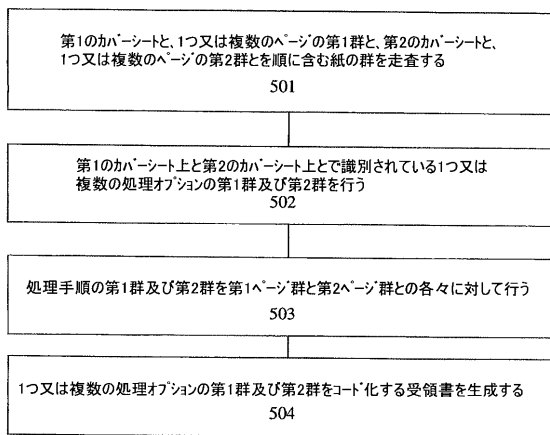 第1のカバーシートと、1つ又は複数のページの第1群と、第2のカバーシートと、
1つ又は複数のページの第2群とを順に含む紙の群を走査する
501
第1のカバーシート上と第2のカバーシート上とで識別されている1つ又は
複数の処理オプションの第1群及び第2群を行う
502
処理手順の第1群及び第2群を第1ページ群と第2ページ群との各々に対して行う
503
1つ又は複数の処理オプションの第1群及び第2群をコード化する受領書を生成する
504